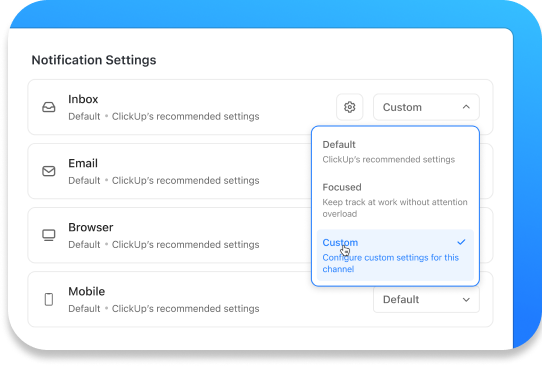 Notification Settings
Inbox
Default • ClickUp's recommended settings
Custom
Default
ClickUp's recommended settings
Focused
Keep track at work without attention
overload
Custom
Configure custom settings for this
channel
Email
Default • ClickUp's recommended settings
Browser
Default • ClickUp's recommended settings
Mobile
Default • ClickUp's recommended settings
Default